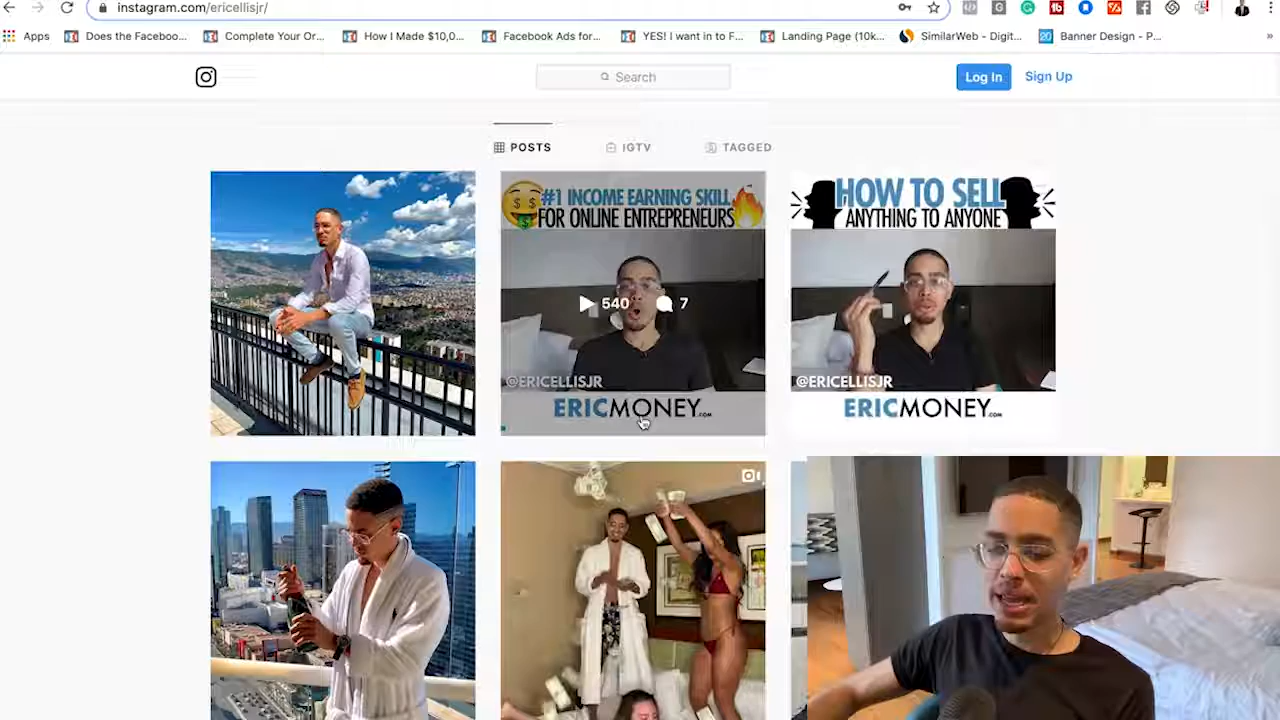 instagram.com/ericellisjr/
Apps
Does the Faceboo...
Complete Your Or...
How I Made $10,0...
Facebook Ads for...
YES! I want in to F...
Landing Page (10k...
SimilarWeb - Digit...
Banner Design - P...
»
Search
Log In
Sign Up
POSTS
IGTV
TAGGED
#1 INCOME EARNING SKILL
FOR ONLINE ENTREPRENEURS
540
7
@ERICELLISJR
ERICMONEY.COM
HOW TO SELL
ANYTHING TO ANYONE
@ERICELLISJR
ERICMONEY.COM